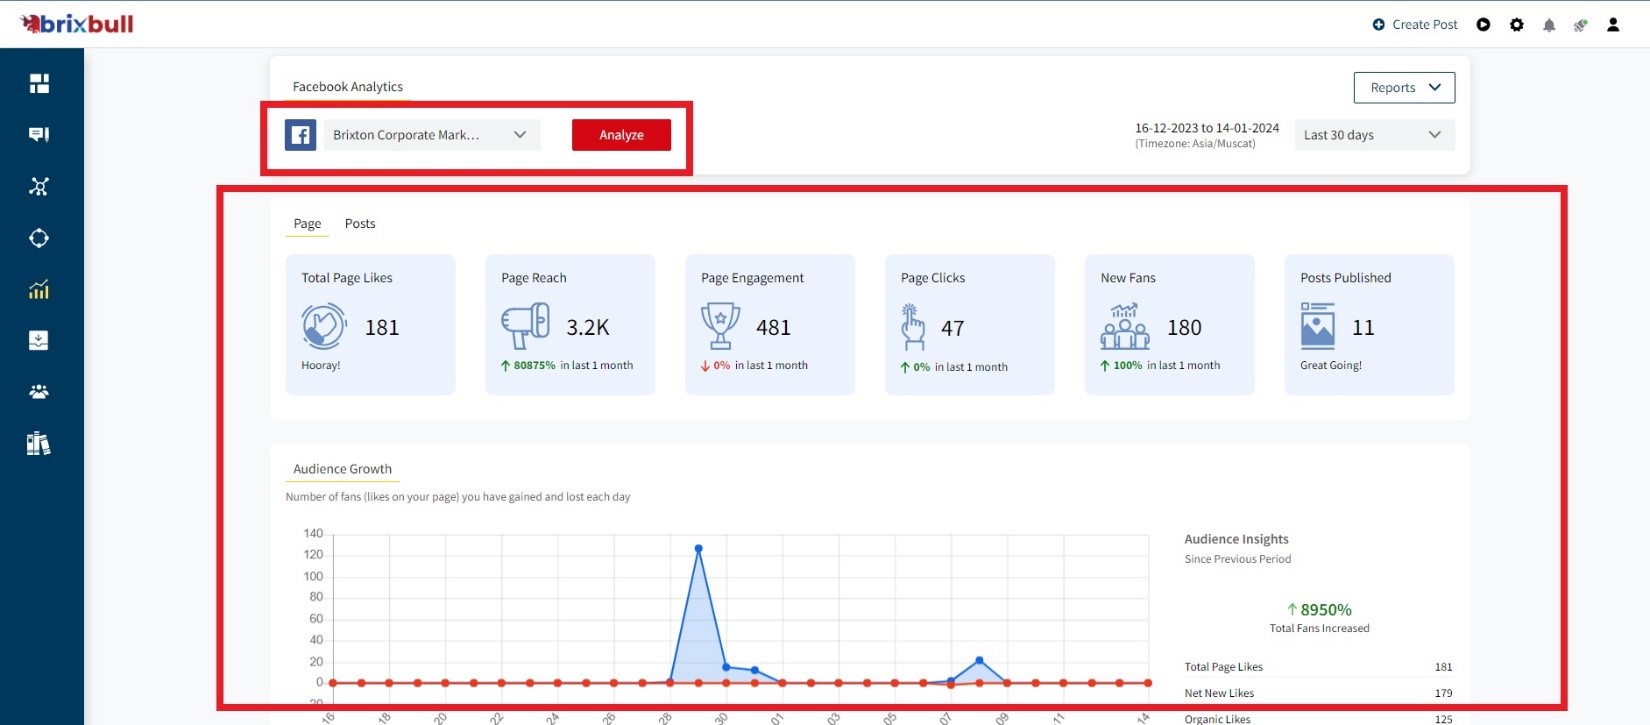 brixbull
Create Post
Facebook Analytics
Reports
Brixton Corporate Mark...
Analyze
16-12-2023 to 14-01-2024
(Timezone: Asia/Muscat)
Last 30 days
Page
Posts
Total Page Likes
181
Hooray!
Page Reach
3.2K
80875% in last 1 month
Page Engagement
481
0% in last 1 month
Page Clicks
47
0% in last 1 month
New Fans
180
100% in last 1 month
Posts Published
11
Great Going!
Audience Growth
Number of fans (likes on your page) you have gained and lost each day
140
120
100
80
60
40
20
0
16
18
20
22
24
26
28
30
01
03
05
07
09
11
14
Audience Insights
Since Previous Period
8950%
Total Fans Increased
Total Page Likes 181
Net New Likes 179
Organic Likes 125